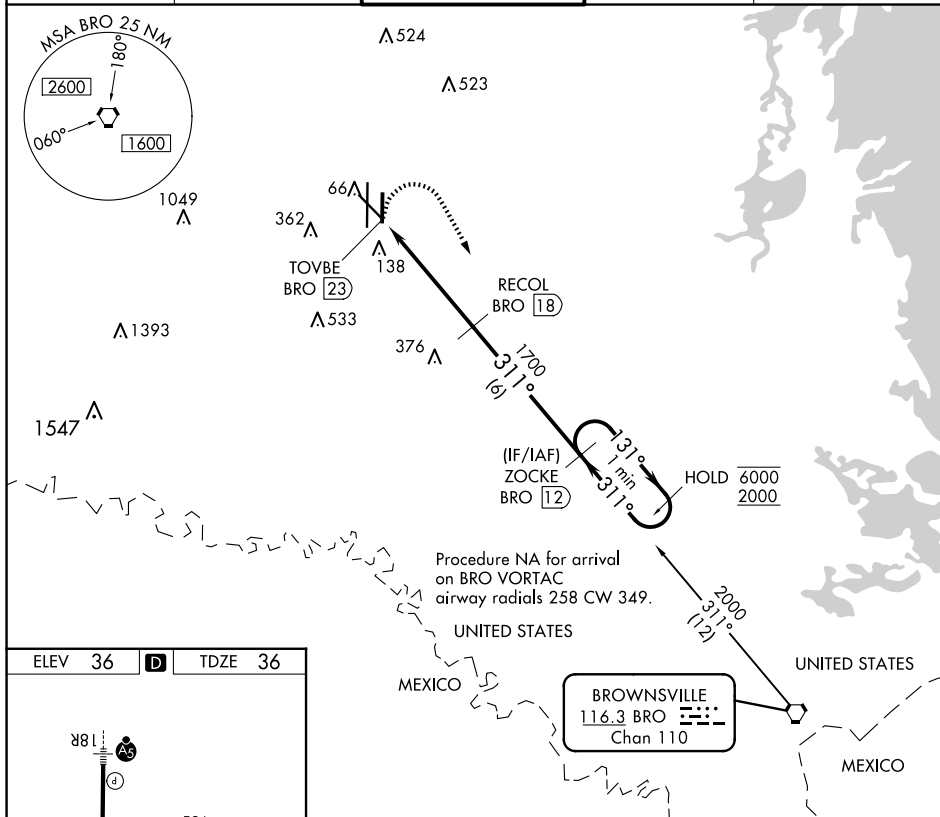 MSA BRO 25 NM
180°
2600
060°
1600
524
523
1049
66
362
138
TOVBE
BRO 23
RECOL
BRO 18
533
1393
376
1547
1700
311°
(6)
(IF/IAF)
ZOCKE
BRO 12
131°
1 min
311°
HOLD 6000
2000
Procedure NA for arrival
on BRO VORTAC
airway radials 258 CW 349.
2000
311°
(12)
UNITED STATES
MEXICO
UNITED STATES
MEXICO
BROWNSVILLE
116.3 BRO
Chan 110
ELEV 36 D TDZE 36
18R
A5
P